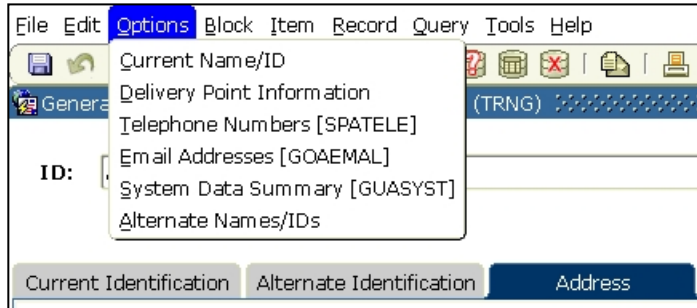 File Edit Options Block Item Record Query Tools Help
Current Name/ID
Delivery Point Information
Genera (TRNG)
Telephone Numbers [SPATELE]
Email Addresses [GOAEMAL]
ID:
System Data Summary [GUASYST]
Alternate Names/IDs
Current Identification Alternate Identification Address